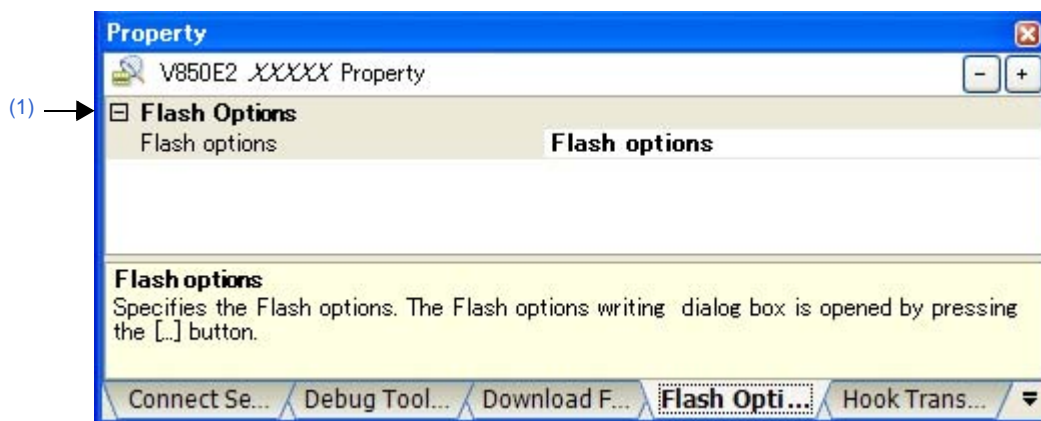 Property
V850E2 XXXXX Property
- +
(1)
Flash Options
Flash options Flash options
Flash options
Specifies the Flash options. The Flash options writing dialog box is opened by pressing
the [...] button.
Connect Se... Debug Tool... Download F... Flash Opti... Hook Trans...